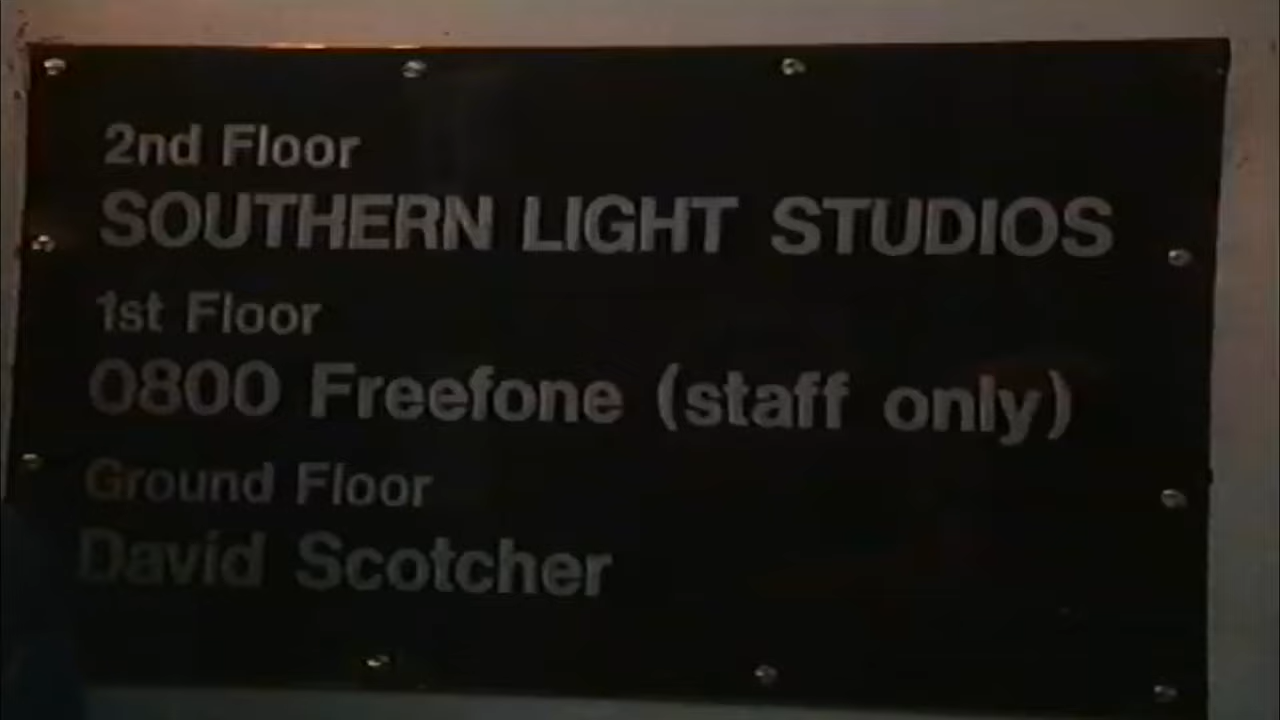 2nd Floor
SOUTHERN LIGHT STUDIOS
1st Floor
0800 Freefone (staff only)
Ground Floor
David Scotcher